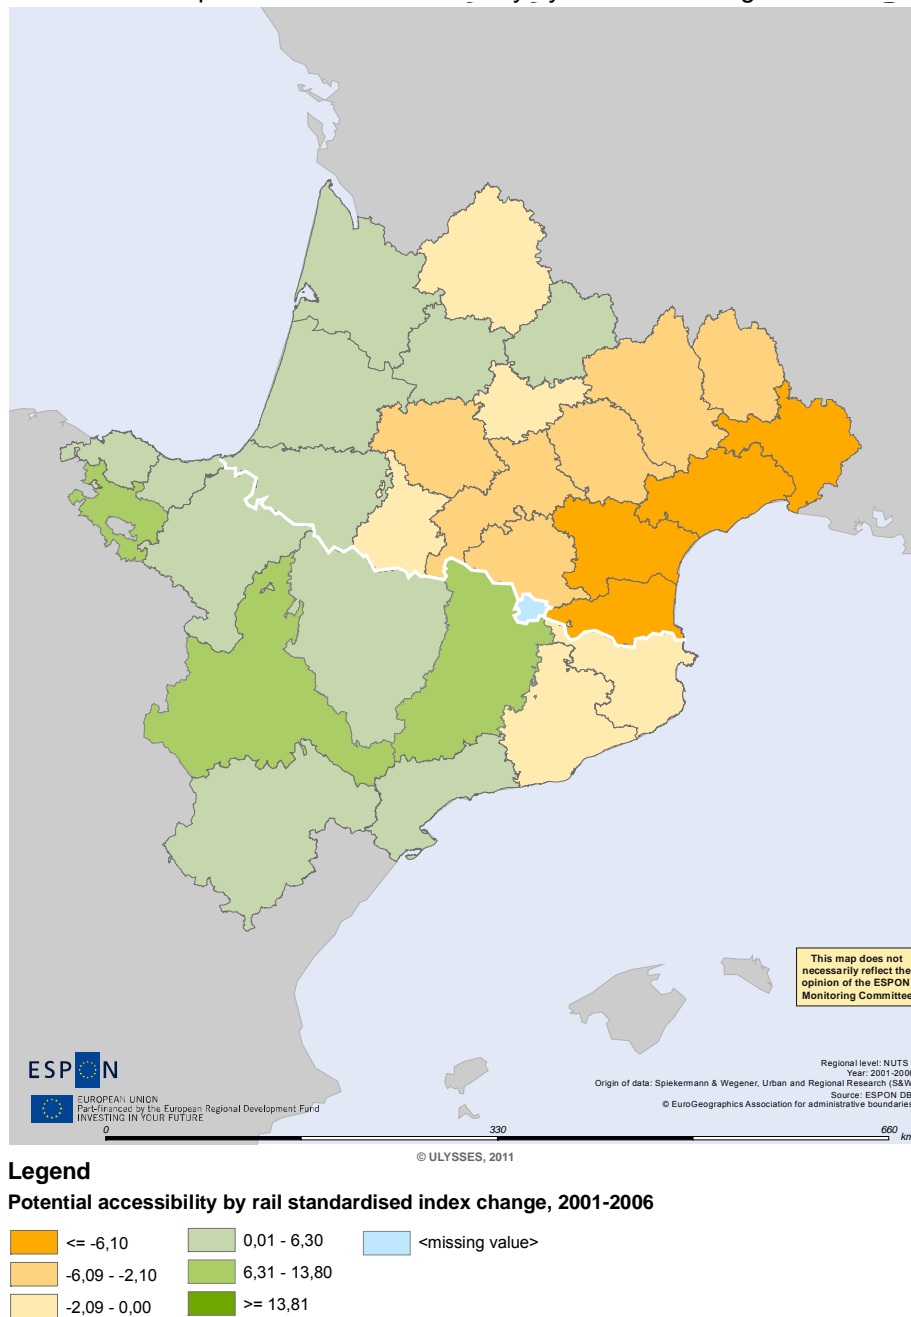 This map does not
necessarily reflect the
opinion of the ESPON
Monitoring Committee
ESPON
EUROPEAN UNION
Part-financed by the European Regional Development Fund
INVESTING IN YOUR FUTURE
Regional level: NUTS
Year: 2001-2006
Origin of data: Spiekermann & Wegener, Urban and Regional Research (S&W
Source: ESPON DB
© EuroGeographics Association for administrative boundaries
0 330 660
km
© ULYSSES, 2011
Legend
Potential accessibility by rail standardised index change, 2001-2006
<= -6,10
-6,09 - -2,10
-2,09 - 0,00
0,01 - 6,30
6,31 - 13,80
>= 13,81
<missing value>